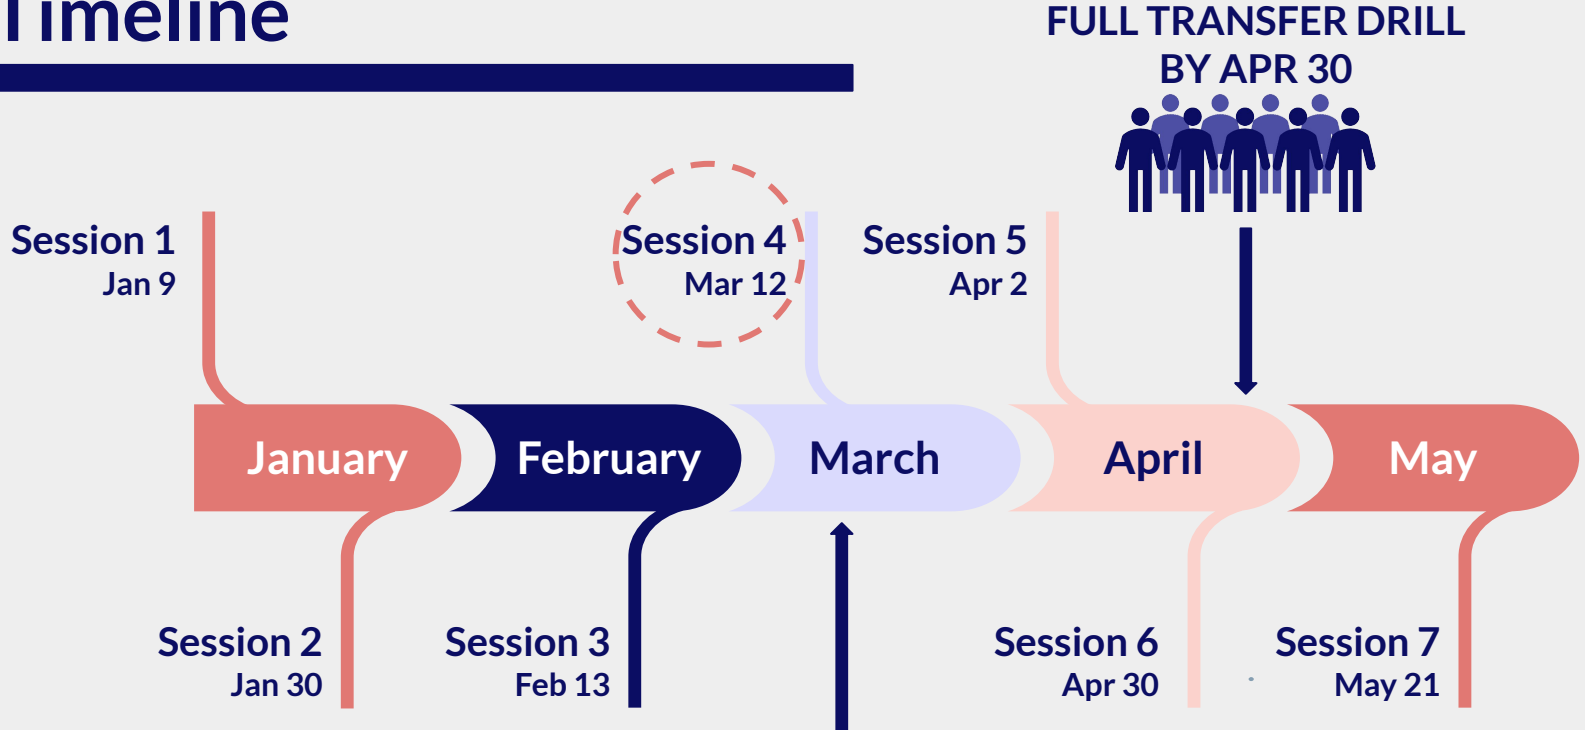 Timeline
FULL TRANSFER DRILL
BY APR 30
Session 1
Jan 9
Session 4
Mar 12
Session 5
Apr 2
January
February
March
April
May
Session 2
Jan 30
Session 3
Feb 13
Session 6
Apr 30
Session 7
May 21